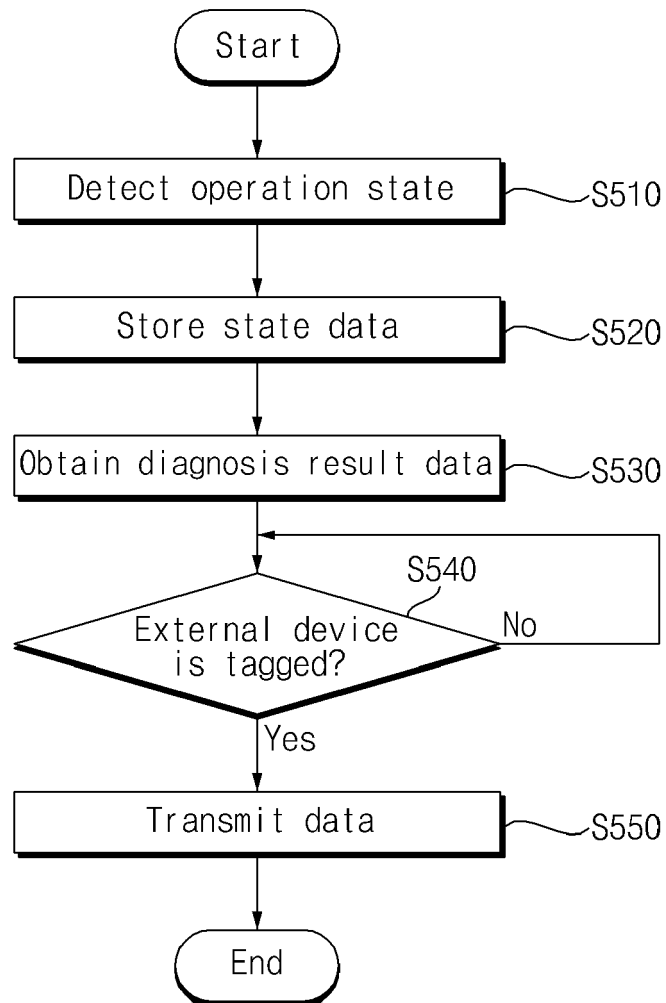 Start
Detect operation state
S510
Store state data
S520
Obtain diagnosis result data
S530
S540
External device
is tagged?
No
Yes
Transmit data
S550
End